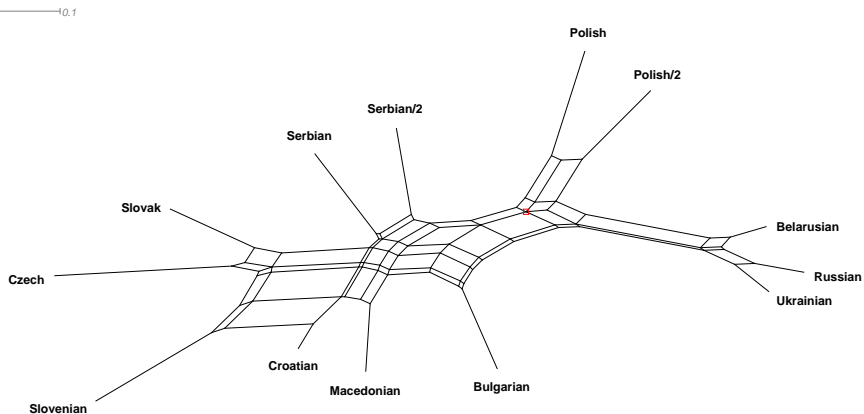 0.1
Polish
Polish/2
Serbian/2
Serbian
Slovak
Belarusian
Czech
Russian
Ukrainian
Croatian
Macedonian
Bulgarian
Slovenian